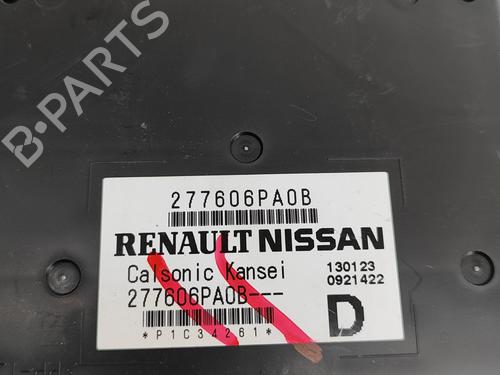 B-PARTS
277606PA0B
RENAULT NISSAN
Calsonic Kansei 130123
277606PA0B--- 0921422
D
*P1C34261*